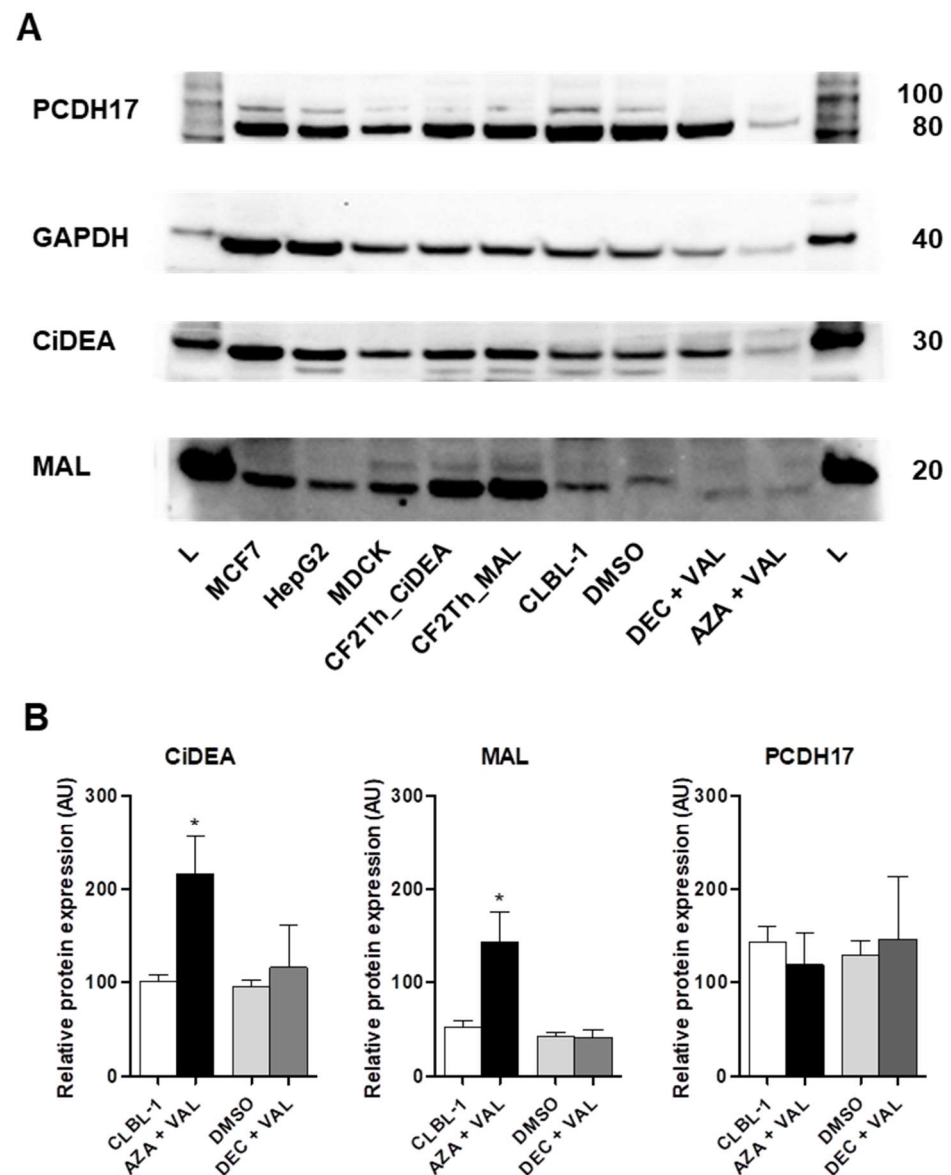 A
PCDH17
100
80
GAPDH
40
CiDEA
30
MAL
20
L
MCF7
HepG2
MDCK
CF2Th_CiDEA
CF2Th_MAL
CLBL-1
DMSO
DEC + VAL
AZA + VAL
L
B
CiDEA
Relative protein expression (AU)
300
200
100
0
*
CLBL-1
AZA + VAL
DMSO
DEC + VAL
MAL
Relative protein expression (AU)
300
200
100
0
*
CLBL-1
AZA + VAL
DMSO
DEC + VAL
PCDH17
Relative protein expression (AU)
300
200
100
0
CLBL-1
AZA + VAL
DMSO
DEC + VAL